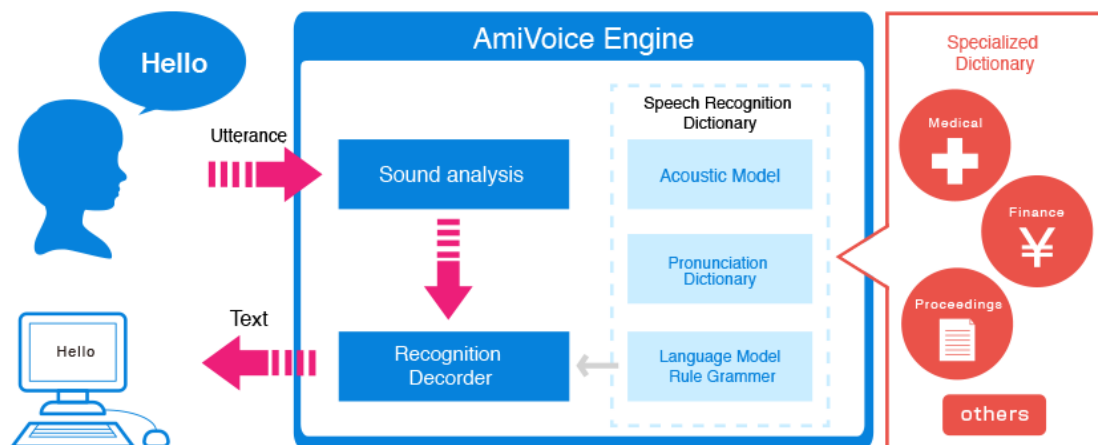 AmiVoice Engine
Hello
Utterance
Sound analysis
Speech Recognition
Dictionary
Acoustic Model
Pronunciation
Dictionary
Language Model
Rule Grammer
Recognition
Decorder
Text
Hello
Specialized
Dictionary
Medical
Finance
¥
Proceedings
others